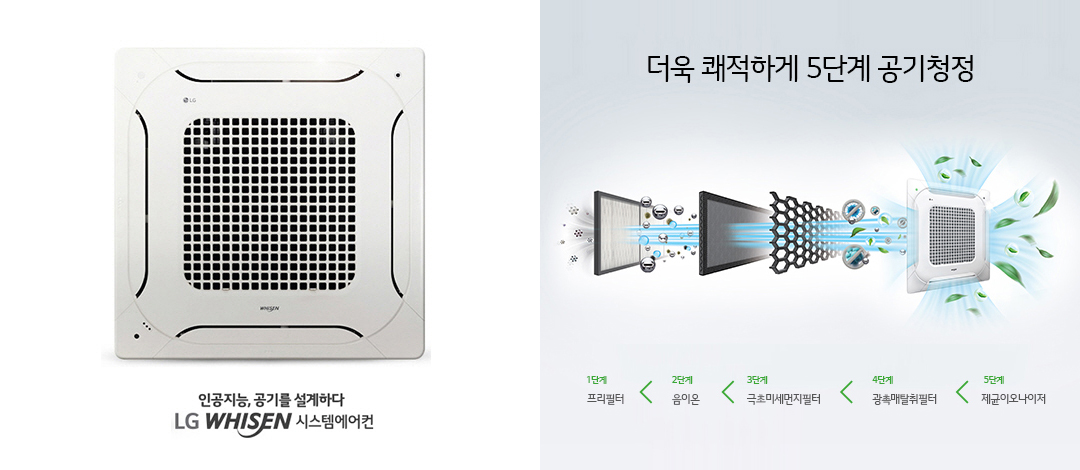 LG
WHISEN
인공지능, 공기를 설계하다
LG WHISEN 시스템에어컨
더욱 쾌적하게 5단계 공기청정
1단계
프리필터
2단계
음이온
3단계
극초미세먼지필터
4단계
광촉매탈취필터
5단계
제균이오나이저